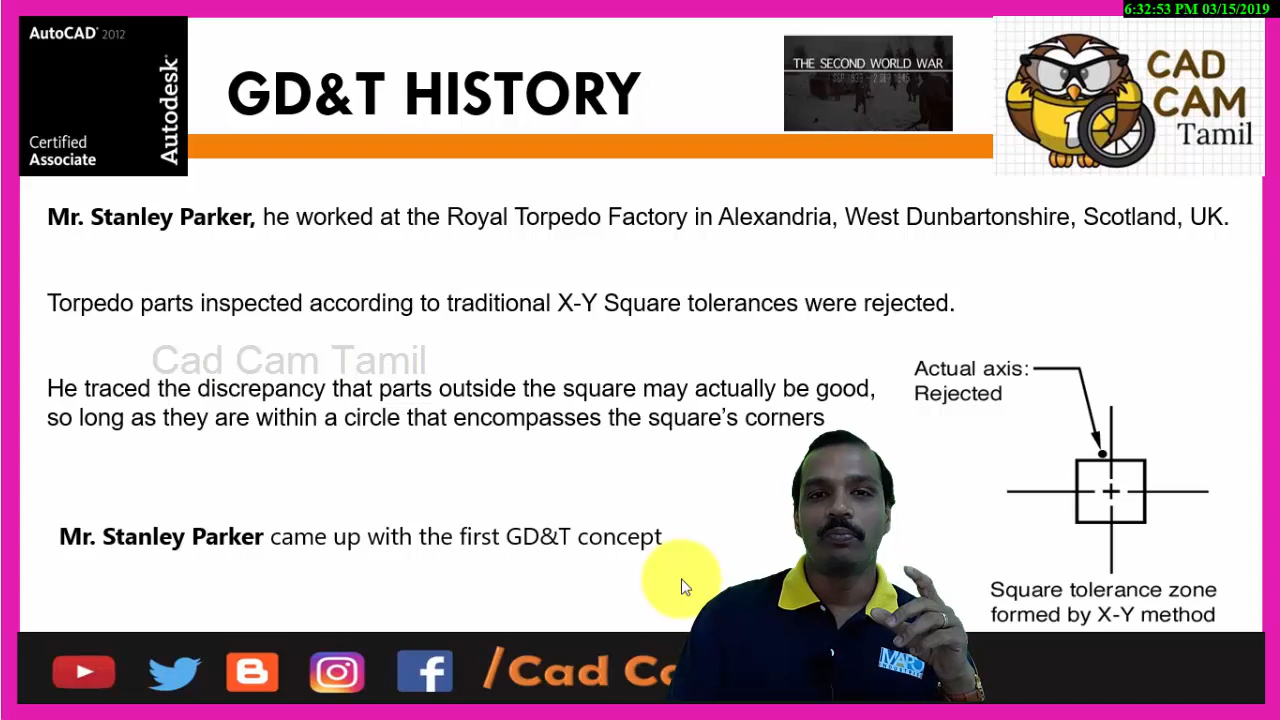 6:32:53 PM 03/15/2019
AutoCAD® 2012
Autodesk®
Certified
Associate
GD&T HISTORY
THE SECOND WORLD WAR
CAD
CAM
Tamil
1
Mr. Stanley Parker, he worked at the Royal Torpedo Factory in Alexandria, West Dunbartonshire, Scotland, UK.
Torpedo parts inspected according to traditional X-Y Square tolerances were rejected.
Cad Cam Tamil
He traced the discrepancy that parts outside the square may actually be good,
so long as they are within a circle that encompasses the square's corners
Actual axis:
Rejected
Mr. Stanley Parker came up with the first GD&T concept
Square tolerance zone
formed by X-Y method
/Cad Ca